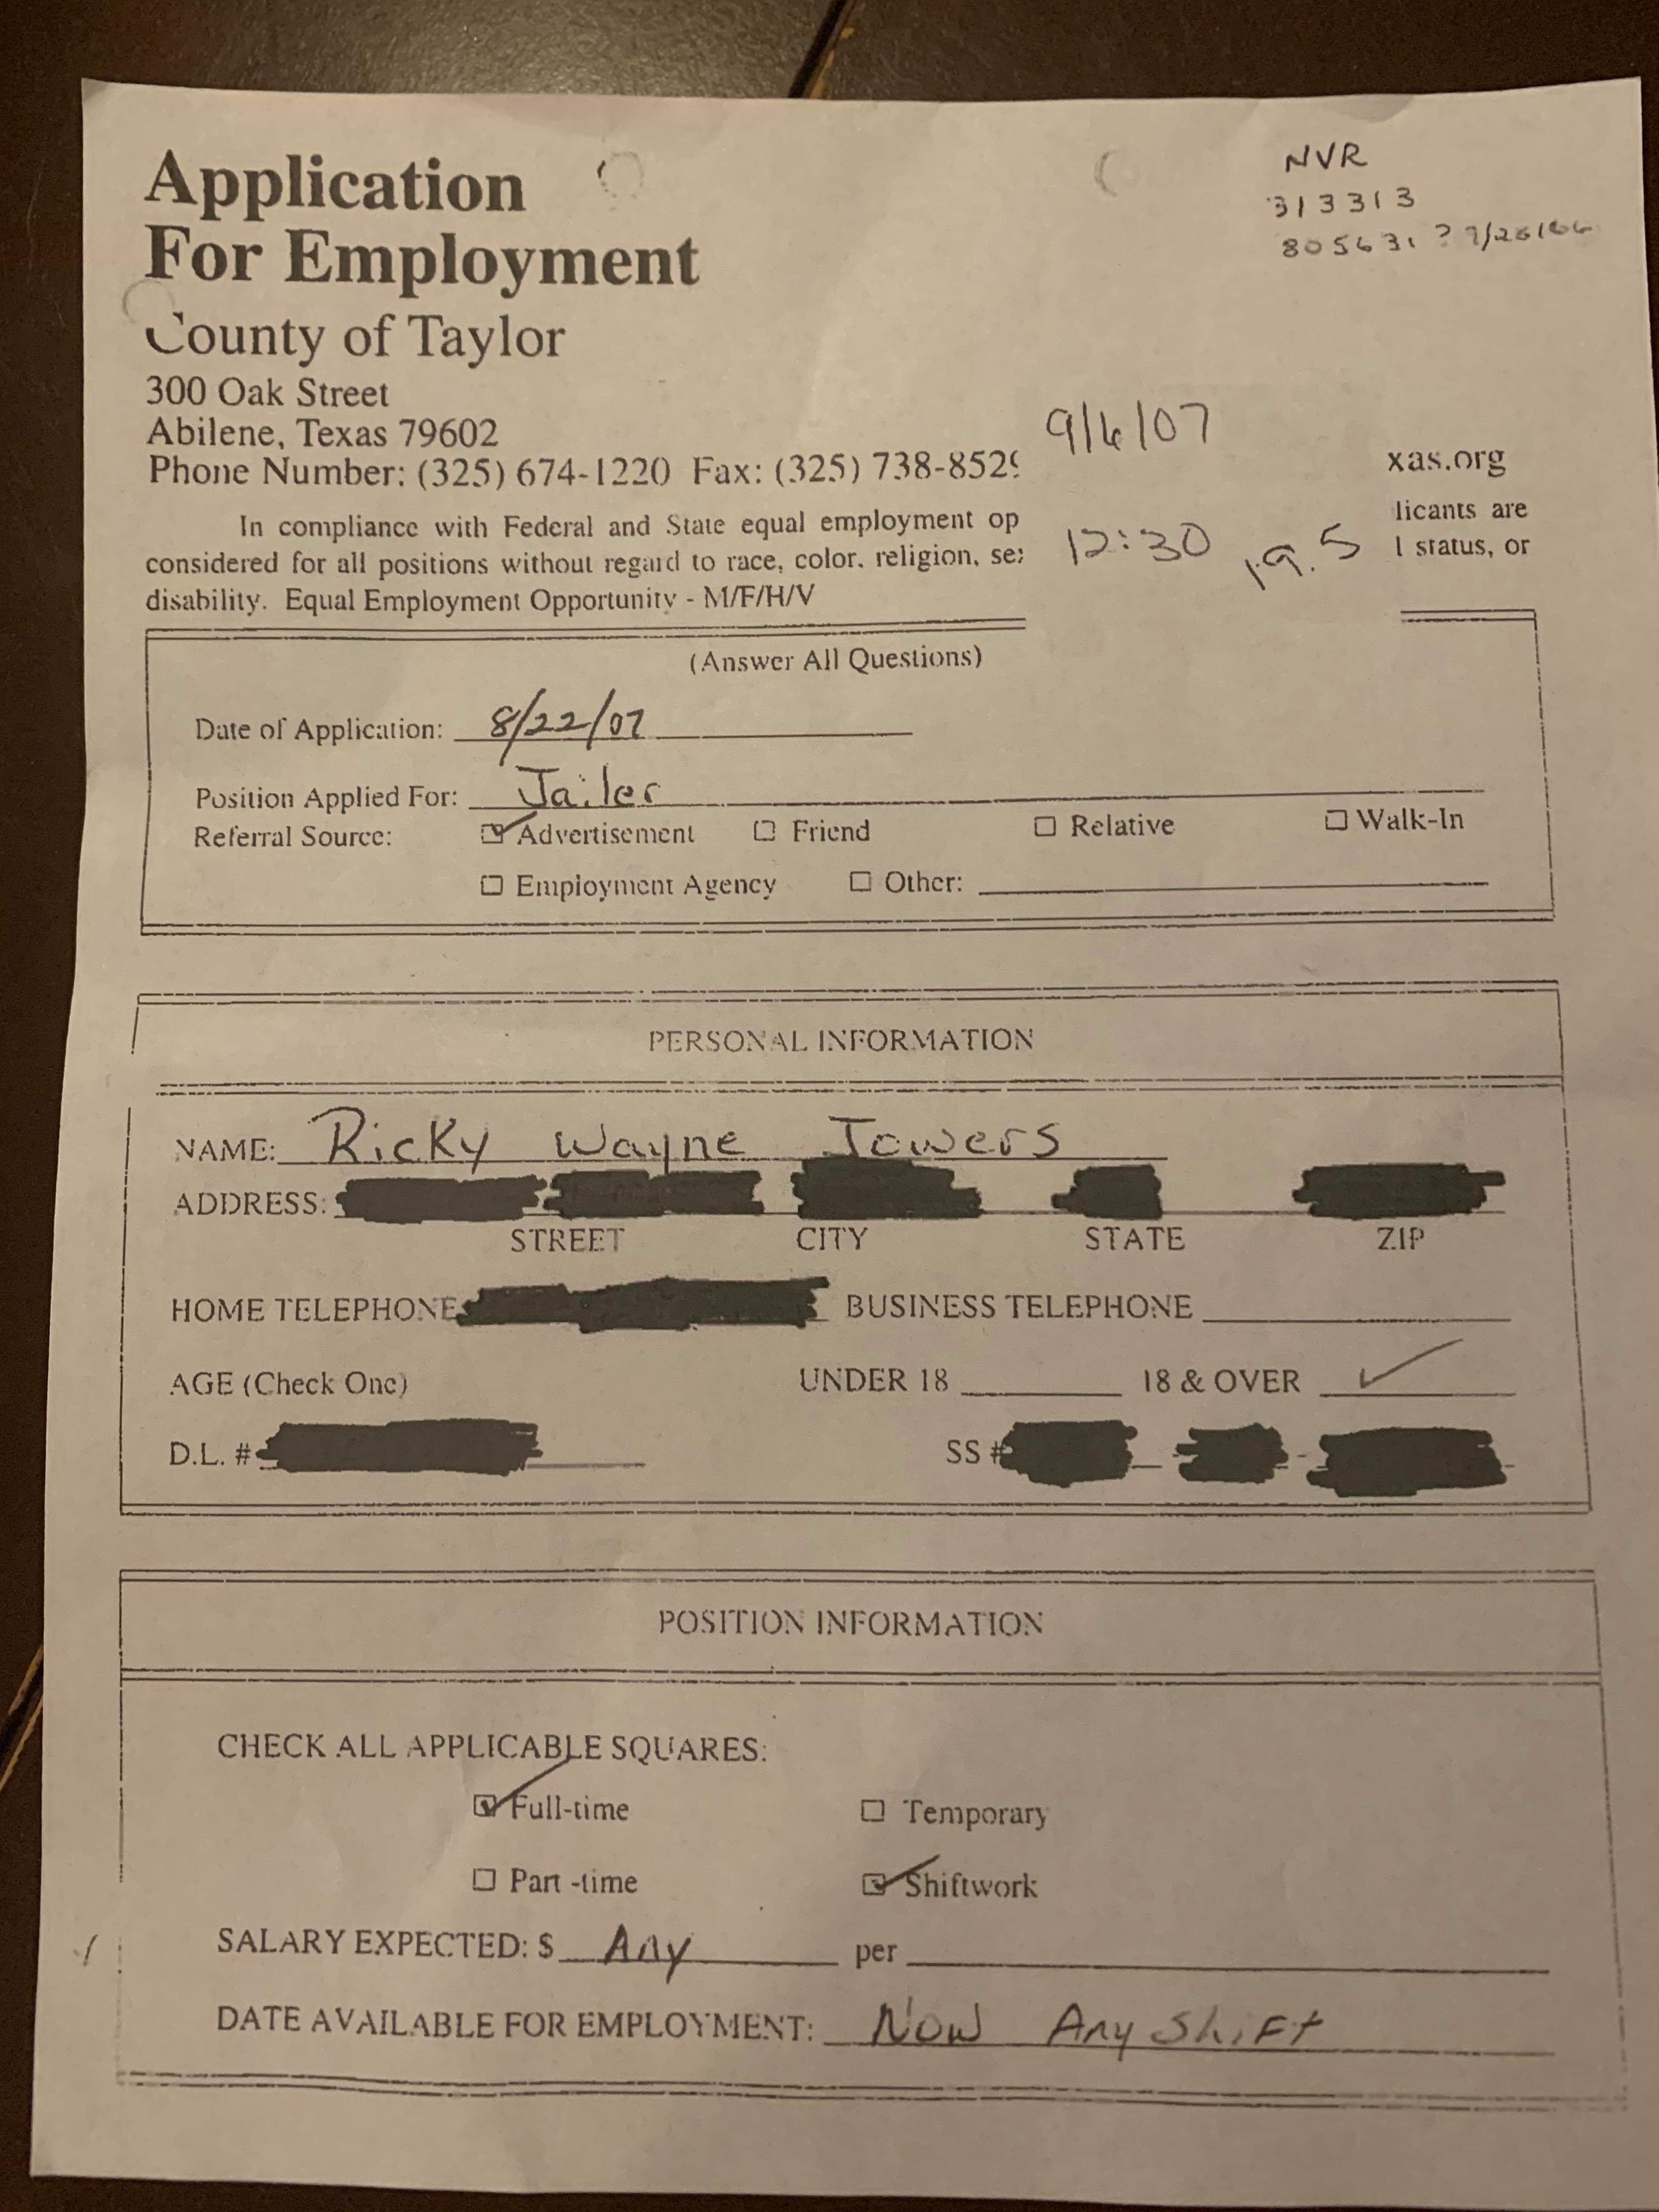 Application
For Employment
County of Taylor
300 Oak Street
Abilene, Texas 79602
Phone Number: (325) 674-1220 Fax: (325) 738-852
NVR
313313
805631 ?
9/6/07
xas.org
In compliance with Federal and State equal employment op
12:30
19.5
licants are
considered for all positions without regard to race, color, religion, se
l status, or
disability. Equal Employment Opportunity - M/F/H/V
(Answer All Questions)
Date of Application: 8/22/07
Position Applied For: Jailer
Referral Source: Advertisement Friend Relative Walk-In
Employment Agency Other:
PERSONAL INFORMATION
NAME: Ricky Wayne Towers
ADDRESS:
STREET CITY STATE ZIP
HOME TELEPHONE BUSINESS TELEPHONE
AGE (Check One) UNDER 18 18 & OVER
D.L. # SS #
POSITION INFORMATION
CHECK ALL APPLICABLE SQUARES:
Full-time Temporary
Part -time Shiftwork
SALARY EXPECTED: $ Any per
DATE AVAILABLE FOR EMPLOYMENT: Now Any Shift